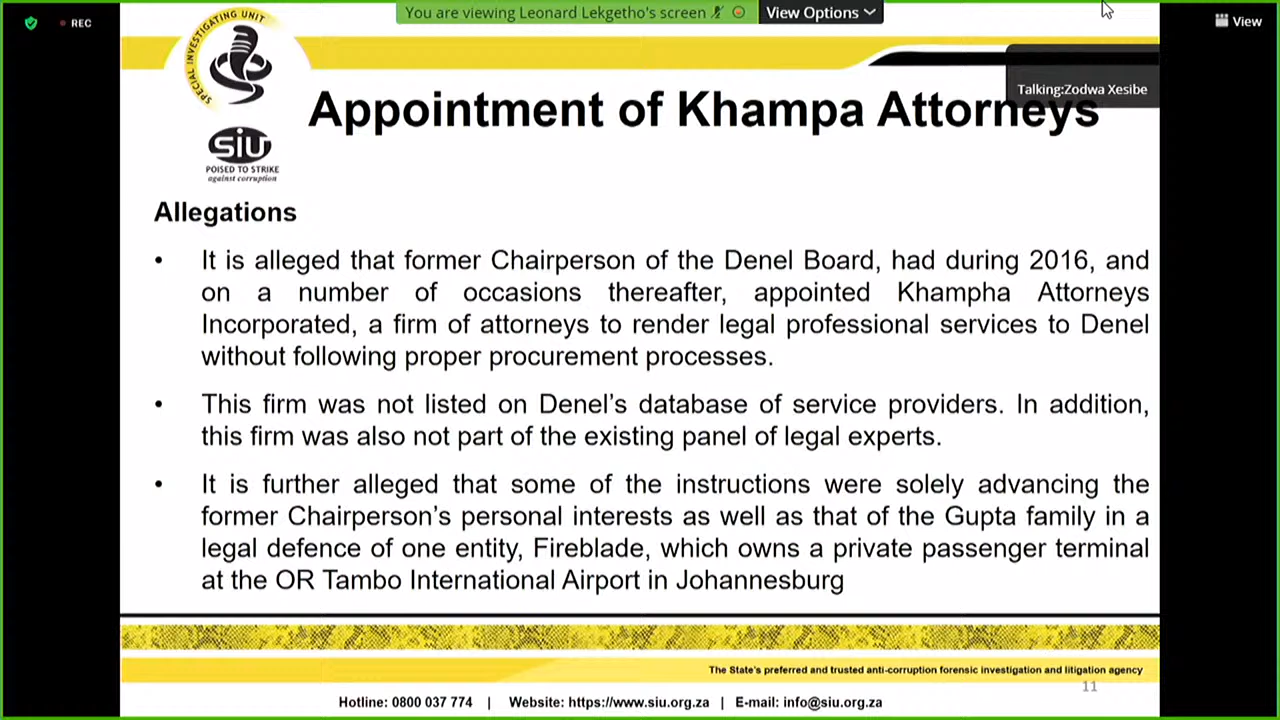 REC
You are viewing Leonard Lekgetho's screen
View Options
View
SPECIAL INVESTIGATING UNIT
Talking:Zodwa Xesibe
Appointment of Khampa Attorneys
SIU
POISED TO STRIKE
against corruption
Allegations
• It is alleged that former Chairperson of the Denel Board, had during 2016, and
on a number of occasions thereafter, appointed Khampha Attorneys
Incorporated, a firm of attorneys to render legal professional services to Denel
without following proper procurement processes.
• This firm was not listed on Denel's database of service providers. In addition,
this firm was also not part of the existing panel of legal experts.
• It is further alleged that some of the instructions were solely advancing the
former Chairperson's personal interests as well as that of the Gupta family in a
legal defence of one entity, Fireblade, which owns a private passenger terminal
at the OR Tambo International Airport in Johannesburg
The State's preferred and trusted anti-corruption forensic investigation and litigation agency
11
Hotline: 0800 037 774 | Website: https://www.siu.org.za | E-mail: info@siu.org.za